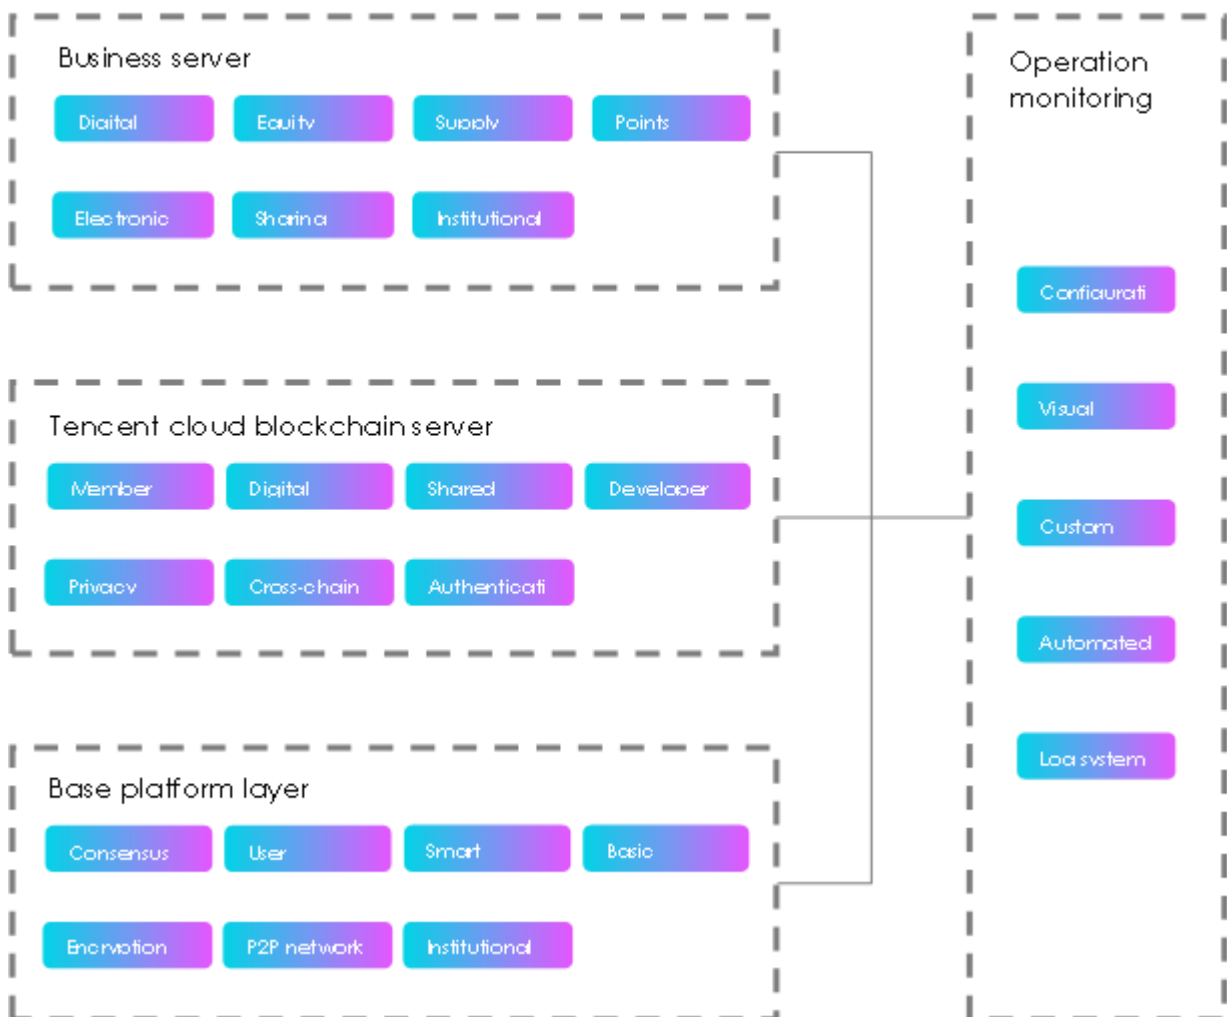 Business server
Digital
Equity
Supply
Points
Electronic
Sharing
Institutional
Tencent cloud blockchain server
Member
Digital
Shared
Developer
Privacy
Cross-chain
Authenticati
Base platform layer
Consensus
User
Smart
Basic
Encryption
P2P network
Institutional
Operation
monitoring
Configurati
Visual
Custom
Automated
Log system